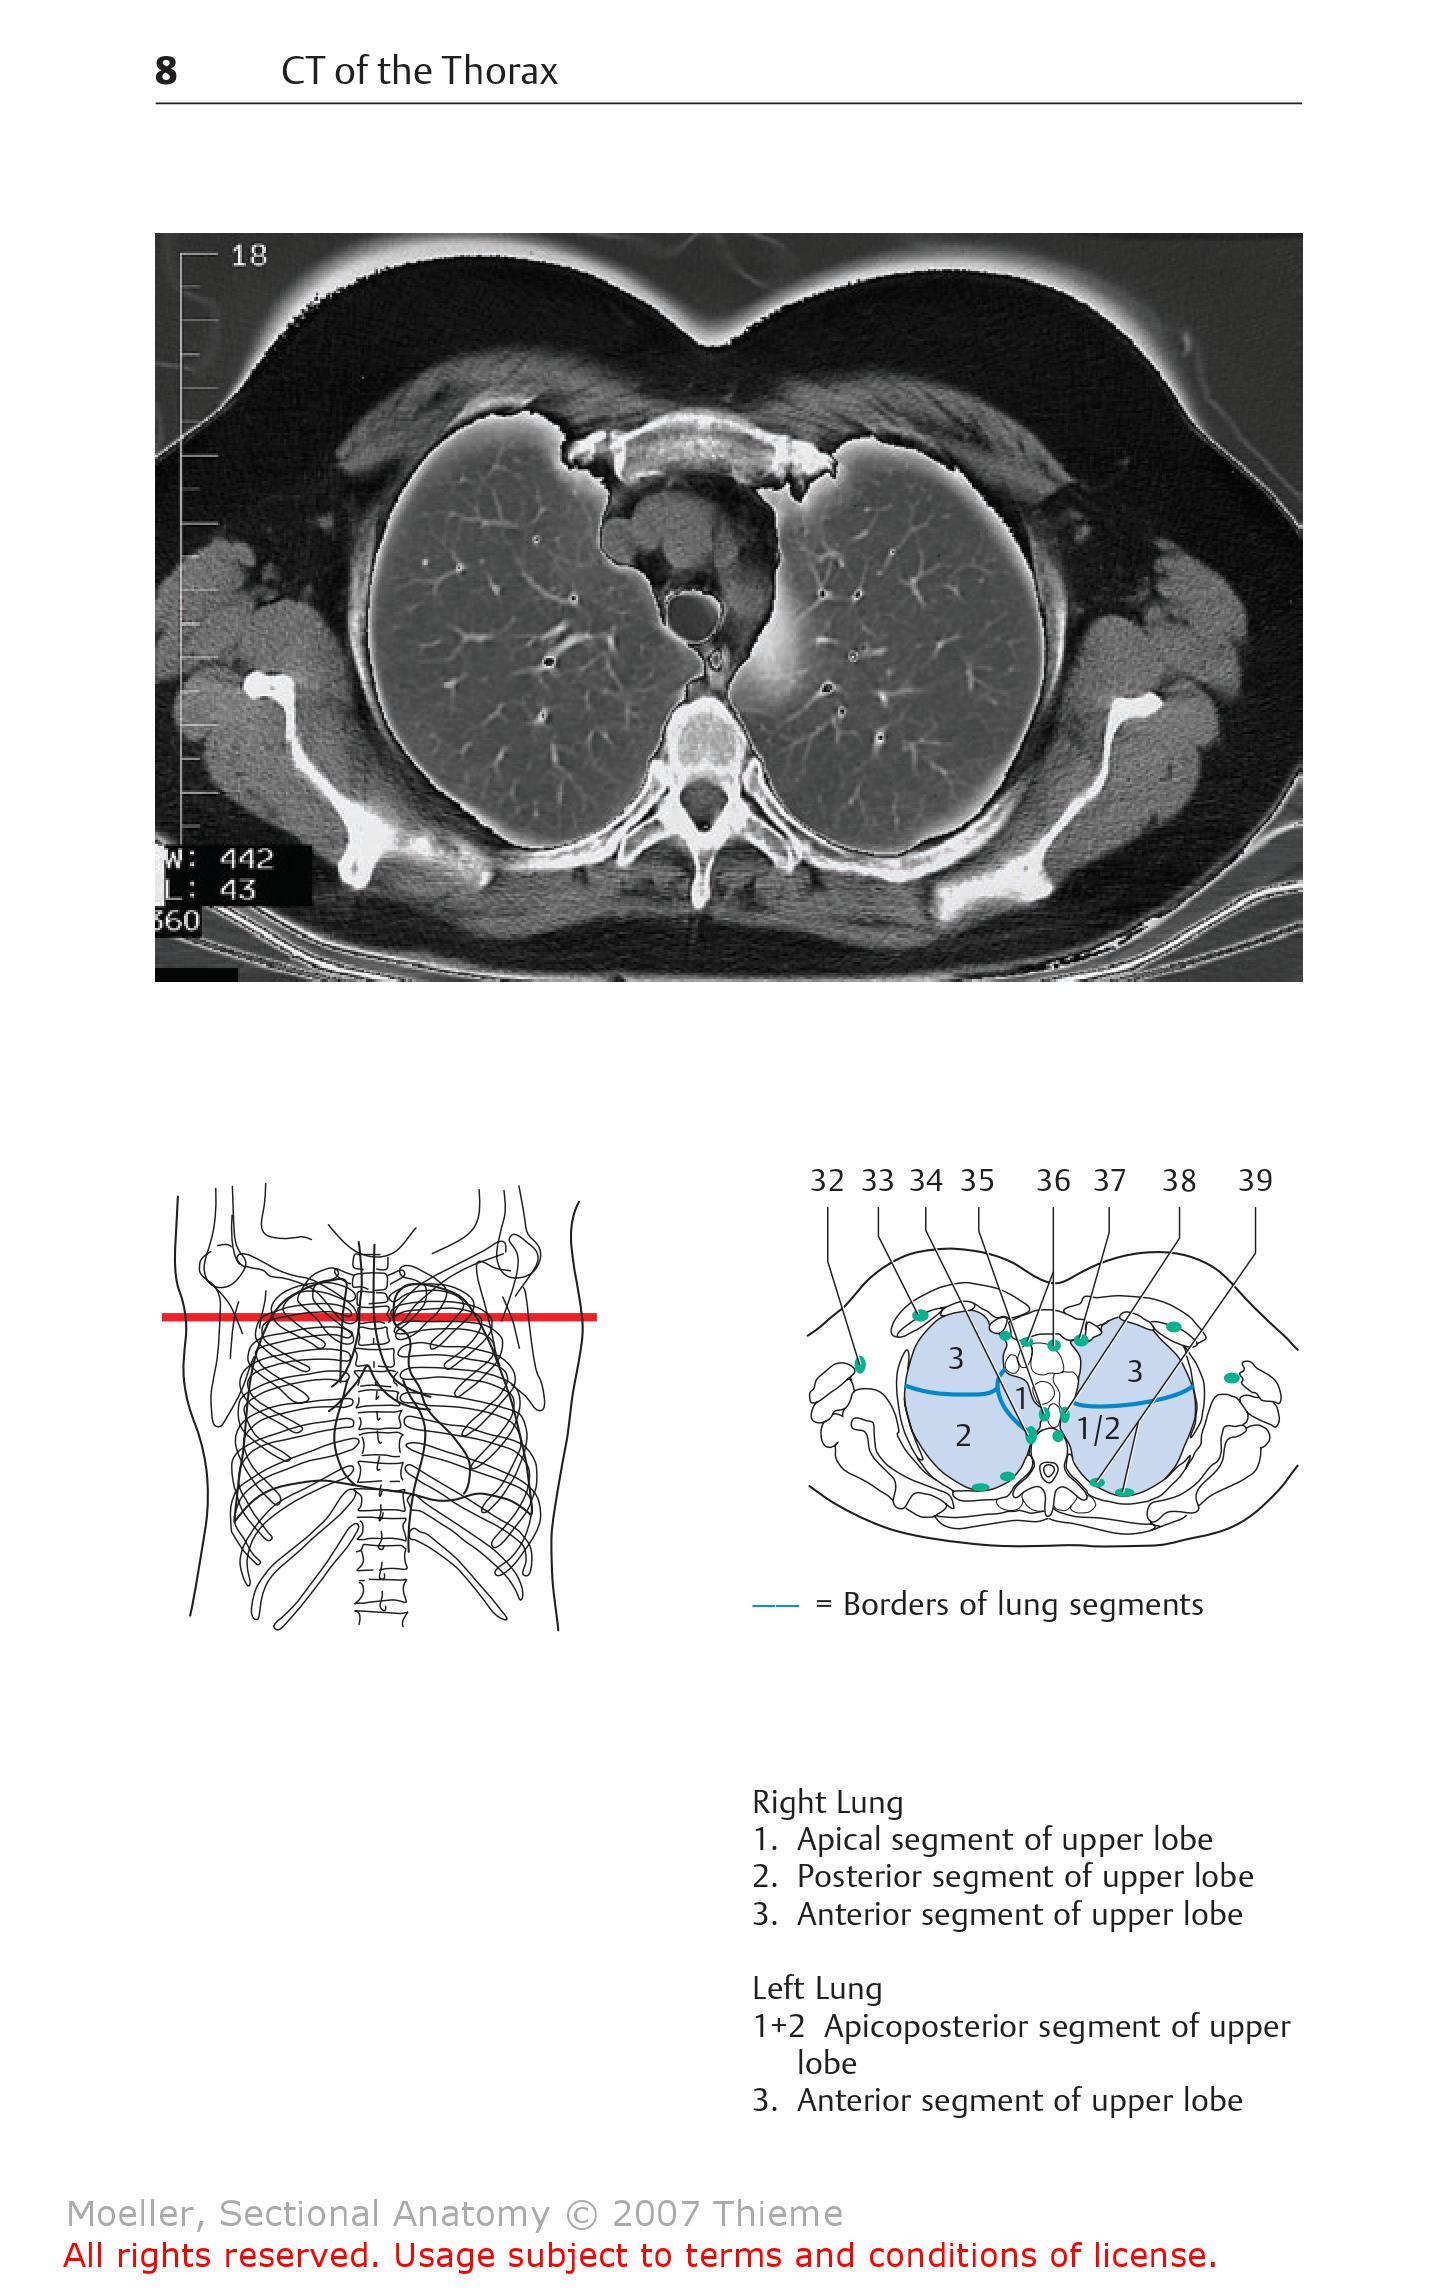 8 CT of the Thorax
18
W: 442
L: 43
360
32 33 34 35 36 37 38 39
3 3
1
2 1/2
= Borders of lung segments
Right Lung
1. Apical segment of upper lobe
2. Posterior segment of upper lobe
3. Anterior segment of upper lobe
Left Lung
1+2 Apicoposterior segment of upper
lobe
3. Anterior segment of upper lobe
Moeller, Sectional Anatomy © 2007 Thieme
All rights reserved. Usage subject to terms and conditions of license.